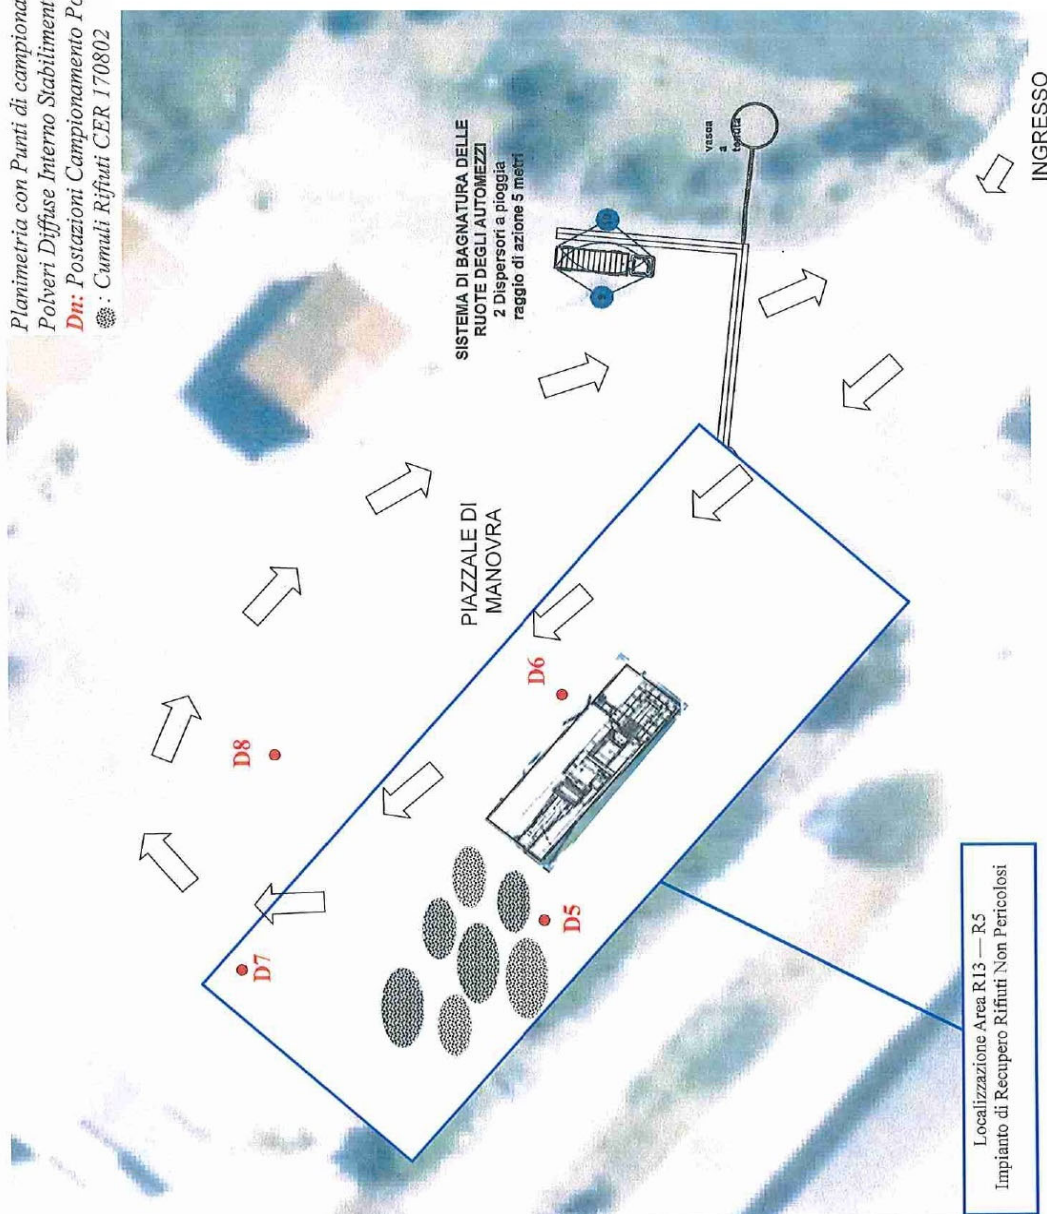 Planimetria con Punti di campiona
Polveri Diffuse Interno Stabiliment
Dn: Postazioni Campionamento Po
: Cumuli Rifiuti CER 170802
SISTEMA DI BAGNATURA DELLE
RUOTE DEGLI AUTOMEZZI
2 Dispersori a pioggia
raggio di azione 5 metri
vasca
a
tenuta
9
10
INGRESSO
PIAZZALE DI
MANOVRA
D8
D6
D7
D5
Localizzazione Area R13 — R5
Impianto di Recupero Rifiuti Non Pericolosi